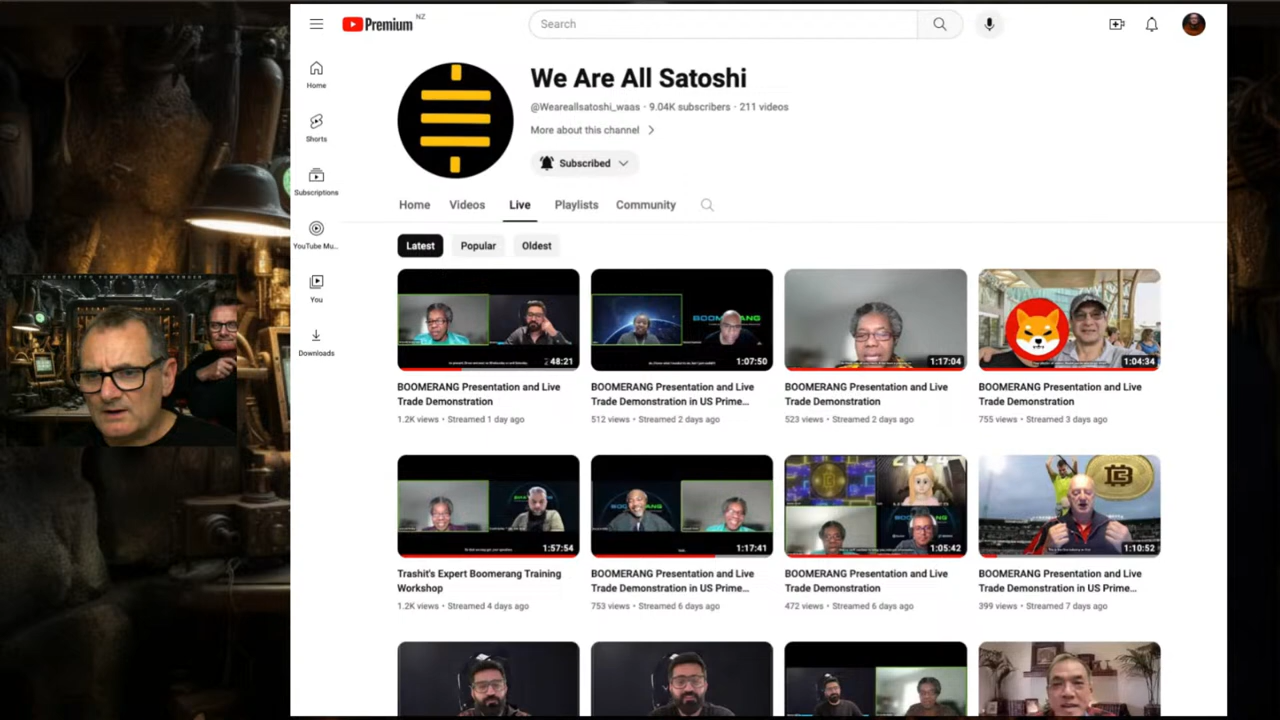 Premium NZ
Search
Home
Shorts
Subscriptions
YouTube Mu...
You
Downloads
We Are All Satoshi
@Weareallsatoshi_waas · 9.04K subscribers · 211 videos
More about this channel
Subscribed
Home Videos Live Playlists Community
Latest Popular Oldest
48:21
1:07:50
1:17:04
1:04:34
BOOMERANG Presentation and Live
Trade Demonstration
1.2K views · Streamed 1 day ago
BOOMERANG Presentation and Live
Trade Demonstration in US Prime...
512 views · Streamed 2 days ago
BOOMERANG Presentation and Live
Trade Demonstration
523 views · Streamed 2 days ago
BOOMERANG Presentation and Live
Trade Demonstration
755 views · Streamed 3 days ago
1:57:54
1:17:41
1:05:42
1:10:52
Trashit's Expert Boomerang Training
Workshop
1.2K views · Streamed 4 days ago
BOOMERANG Presentation and Live
Trade Demonstration in US Prime...
753 views · Streamed 6 days ago
BOOMERANG Presentation and Live
Trade Demonstration
472 views · Streamed 6 days ago
BOOMERANG Presentation and Live
Trade Demonstration in US Prime...
399 views · Streamed 7 days ago